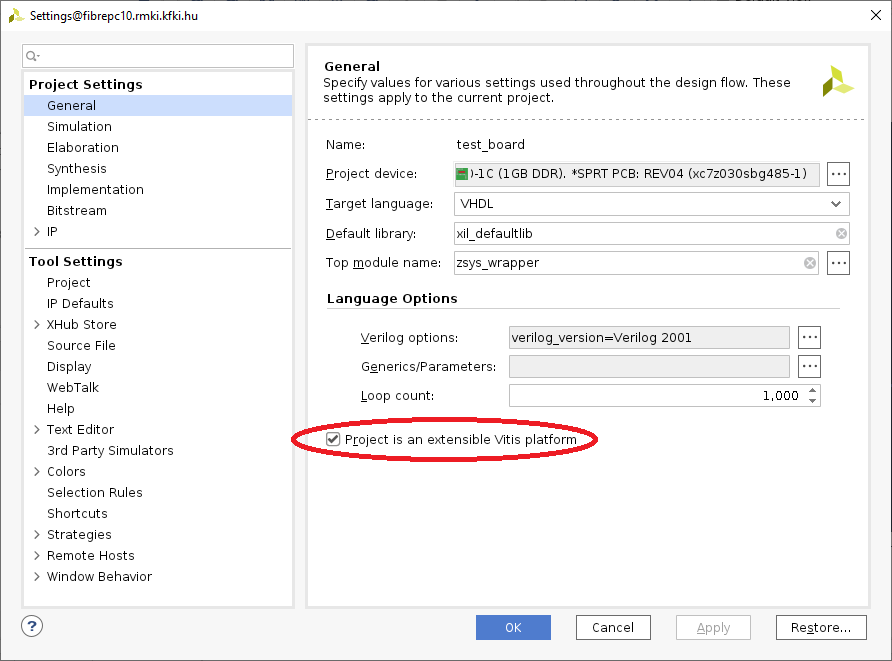 Settings@fibrepc10.rmki.kfki.hu
Project Settings
General
Simulation
Elaboration
Synthesis
Implementation
Bitstream
IP
Tool Settings
Project
IP Defaults
XHub Store
Source File
Display
WebTalk
Help
Text Editor
3rd Party Simulators
Colors
Selection Rules
Shortcuts
Strategies
Remote Hosts
Window Behavior
General
Specify values for various settings used throughout the design flow. These
settings apply to the current project.
Name: test_board
Project device: )-1C (1GB DDR). *SPRT PCB: REV04 (xc7z030sbg485-1) ...
Target language: VHDL
Default library: xil_defaultlib
Top module name: zsys_wrapper ...
Language Options
Verilog options: verilog_version=Verilog 2001 ...
Generics/Parameters: ...
Loop count: 1,000
Project is an extensible Vitis platform
? OK Cancel Apply Restore...